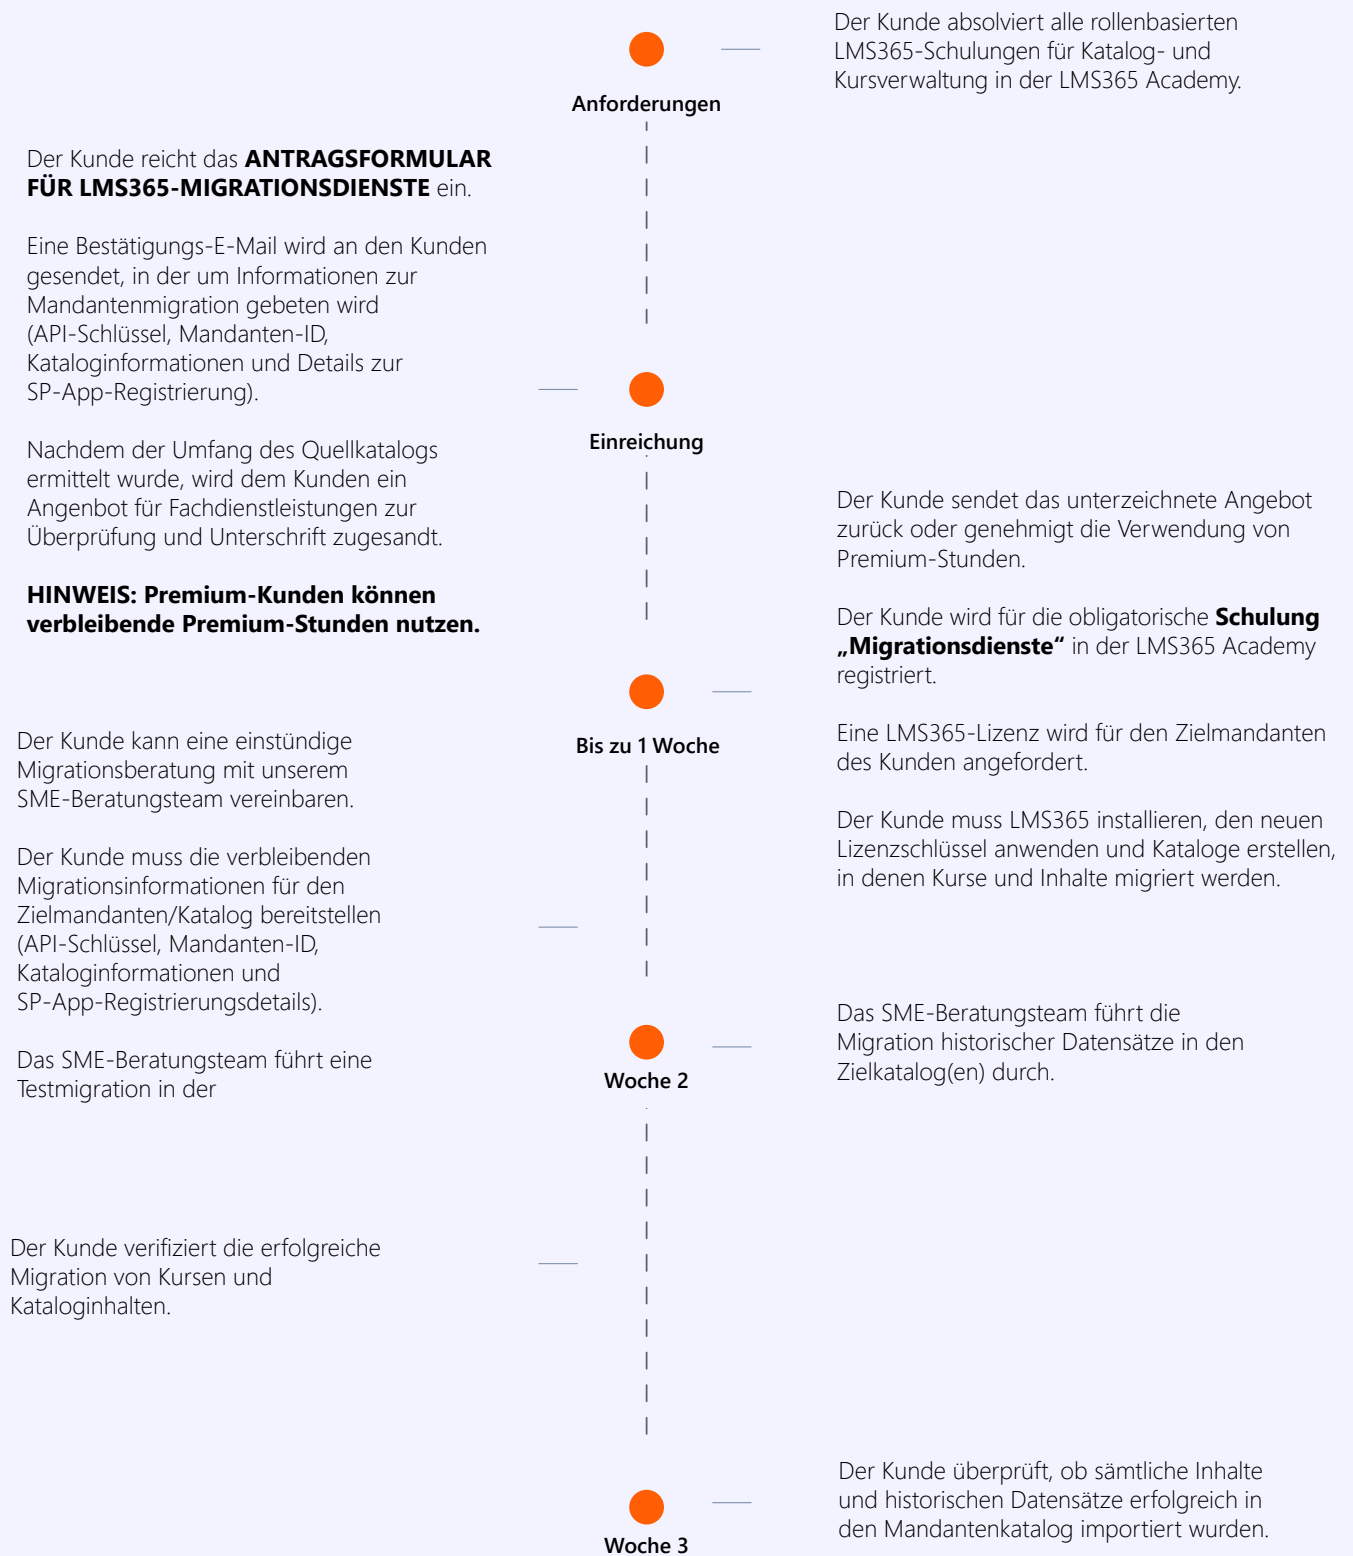 Der Kunde absolviert alle rollenbasierten
LMS365-Schulungen für Katalog- und
Kursverwaltung in der LMS365 Academy.
Anforderungen
Der Kunde reicht das ANTRAGSFORMULAR
FÜR LMS365-MIGRATIONSDIENSTE ein.
Eine Bestätigungs-E-Mail wird an den Kunden
gesendet, in der um Informationen zur
Mandantenmigration gebeten wird
(API-Schlüssel, Mandanten-ID,
Kataloginformationen und Details zur
SP-App-Registrierung).
Nachdem der Umfang des Quellkatalogs
ermittelt wurde, wird dem Kunden ein
Angenbot für Fachdienstleistungen zur
Überprüfung und Unterschrift zugesandt.
HINWEIS: Premium-Kunden können
verbleibende Premium-Stunden nutzen.
Einreichung
Der Kunde sendet das unterzeichnete Angebot
zurück oder genehmigt die Verwendung von
Premium-Stunden.
Der Kunde wird für die obligatorische Schulung
„Migrationsdienste“ in der LMS365 Academy
registriert.
Eine LMS365-Lizenz wird für den Zielmandanten
des Kunden angefordert.
Der Kunde muss LMS365 installieren, den neuen
Lizenzschlüssel anwenden und Kataloge erstellen,
in denen Kurse und Inhalte migriert werden.
Bis zu 1 Woche
Der Kunde kann eine einstündige
Migrationsberatung mit unserem
SME-Beratungsteam vereinbaren.
Der Kunde muss die verbleibenden
Migrationsinformationen für den
Zielmandanten/Katalog bereitstellen
(API-Schlüssel, Mandanten-ID,
Kataloginformationen und
SP-App-Registrierungsdetails).
Das SME-Beratungsteam führt eine
Testmigration in der
Das SME-Beratungsteam führt die
Migration historischer Datensätze in den
Zielkatalog(en) durch.
Woche 2
Der Kunde verifiziert die erfolgreiche
Migration von Kursen und
Kataloginhalten.
Der Kunde überprüft, ob sämtliche Inhalte
und historischen Datensätze erfolgreich in
den Mandantenkatalog importiert wurden.
Woche 3